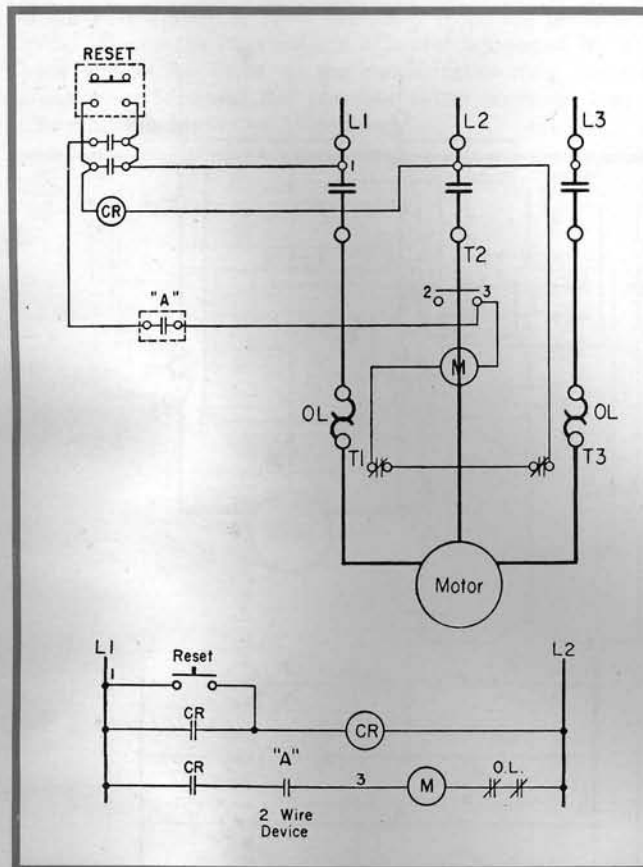 RESET
L1
L2
L3
1
CR
T2
"A"
2
3
M
OL
OL
T1
T3
Motor
L1
L2
1
Reset
CR
CR
CR
"A"
3
M
O.L.
2 Wire
Device